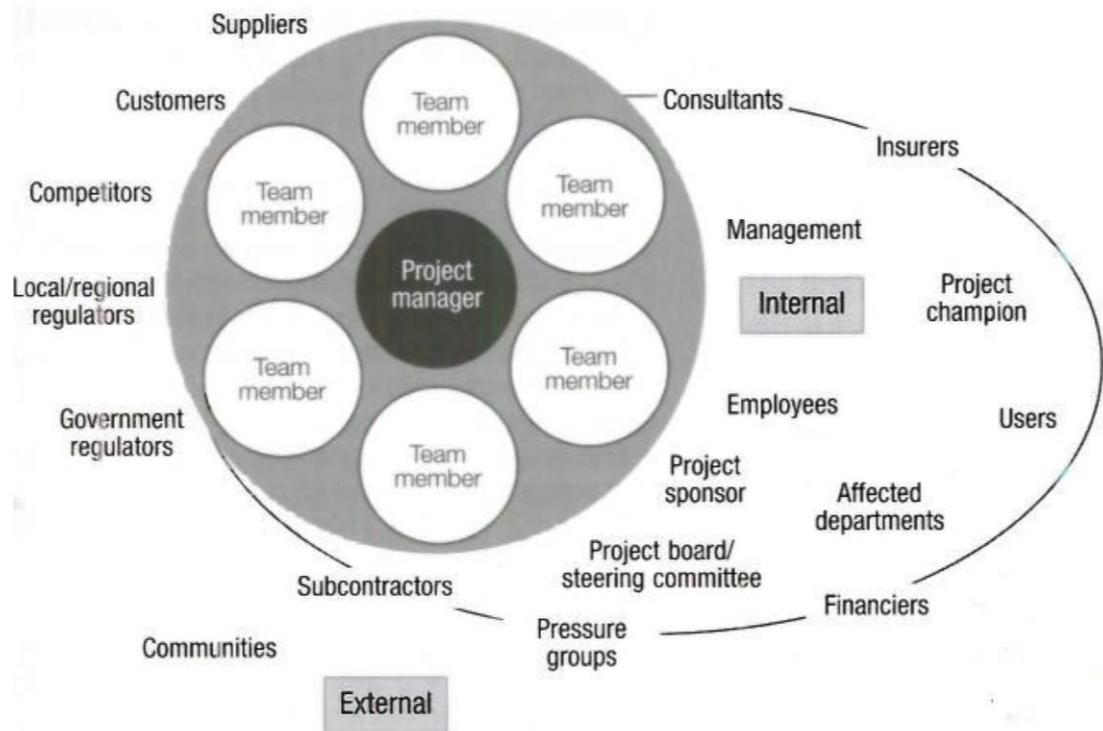 Suppliers
Customers
Team
member
Consultants
Insurers
Competitors
Team
member
Team
member
Management
Local/regional
regulators
Project
manager
Internal
Project
champion
Government
regulators
Team
member
Team
member
Employees
Users
Team
member
Project
sponsor
Affected
departments
Project board/
steering committee
Subcontractors
Financiers
Pressure
groups
Communities
External